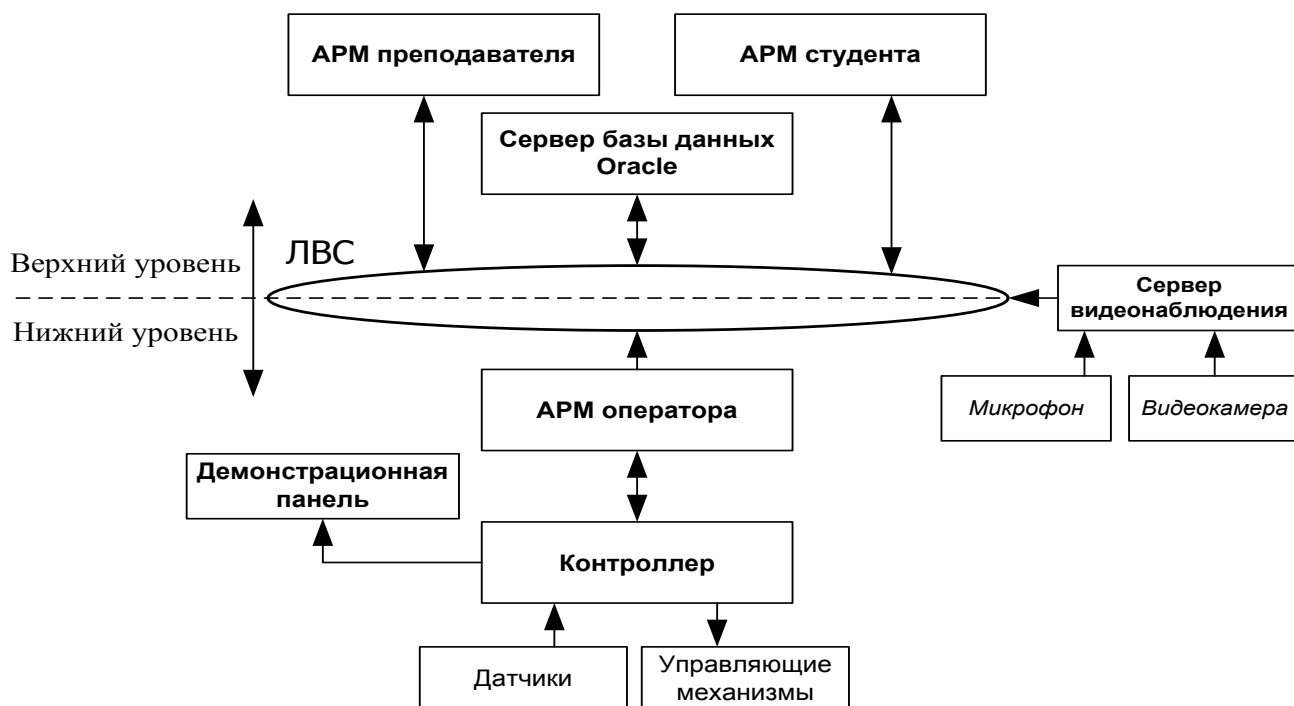 АРМ преподавателя
АРМ студента
Сервер базы данных
Oracle
ЛВС
Верхний уровень
Нижний уровень
Сервер
видеонаблюдения
Микрофон
Видеокамера
АРМ оператора
Демонстрационная
панель
Контроллер
Датчики
Управляющие
механизмы